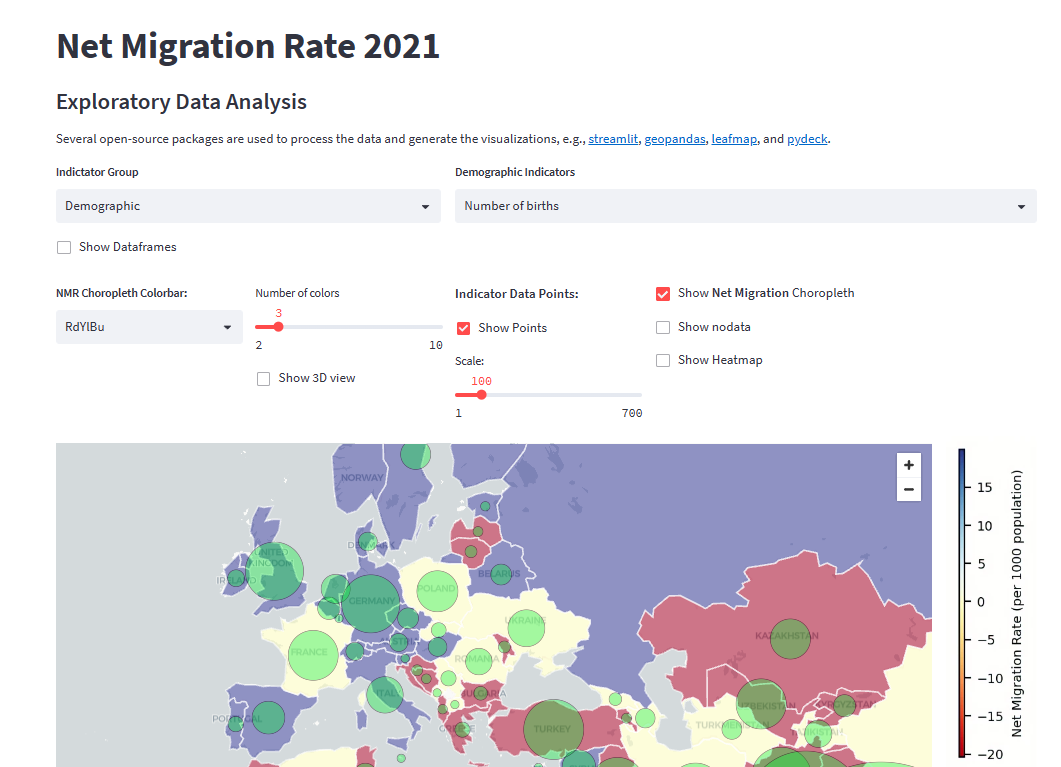 Net Migration Rate 2021
Exploratory Data Analysis
Several open-source packages are used to process the data and generate the visualizations, e.g., streamlit, geopandas, leafmap, and pydeck.
Indictator Group
Demographic Indicators
Demographic
Number of births
Show Dataframes
NMR Choropleth Colorbar:
Number of colors
Indicator Data Points:
Show Net Migration Choropleth
RdYlBu
3
2
10
Show Points
Show nodata
Show 3D view
Scale:
100
1
700
Show Heatmap
NORWAY
DENMARK
UNITED
KINGDOM
IRELAND
GERMANY
POLAND
BELARUS
UKRAINE
FRANCE
AUSTRIA
ROMANIA
ITALY
BULGARIA
PORTUGAL
GREECE
TURKEY
KAZAKHSTAN
UZBEKISTAN
KYRGYZSTAN
TURKMENISTAN
TAJIKISTAN
+
−
15
10
5
0
−5
−10
−15
−20
Net Migration Rate (per 1000 population)